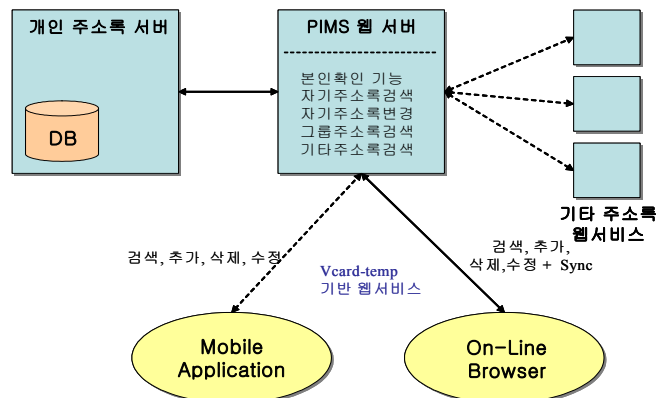 개인 주소록 서버
DB
PIMS 웹 서버
본인확인 기능
자기주소록검색
자기주소록변경
그룹주소록검색
기타주소록검색
기타 주소록
웹서비스
검색, 추가, 삭제, 수정
Vcard-temp
기반 웹서비스
검색, 추가,
삭제,수정 + Sync
Mobile
Application
On-Line
Browser